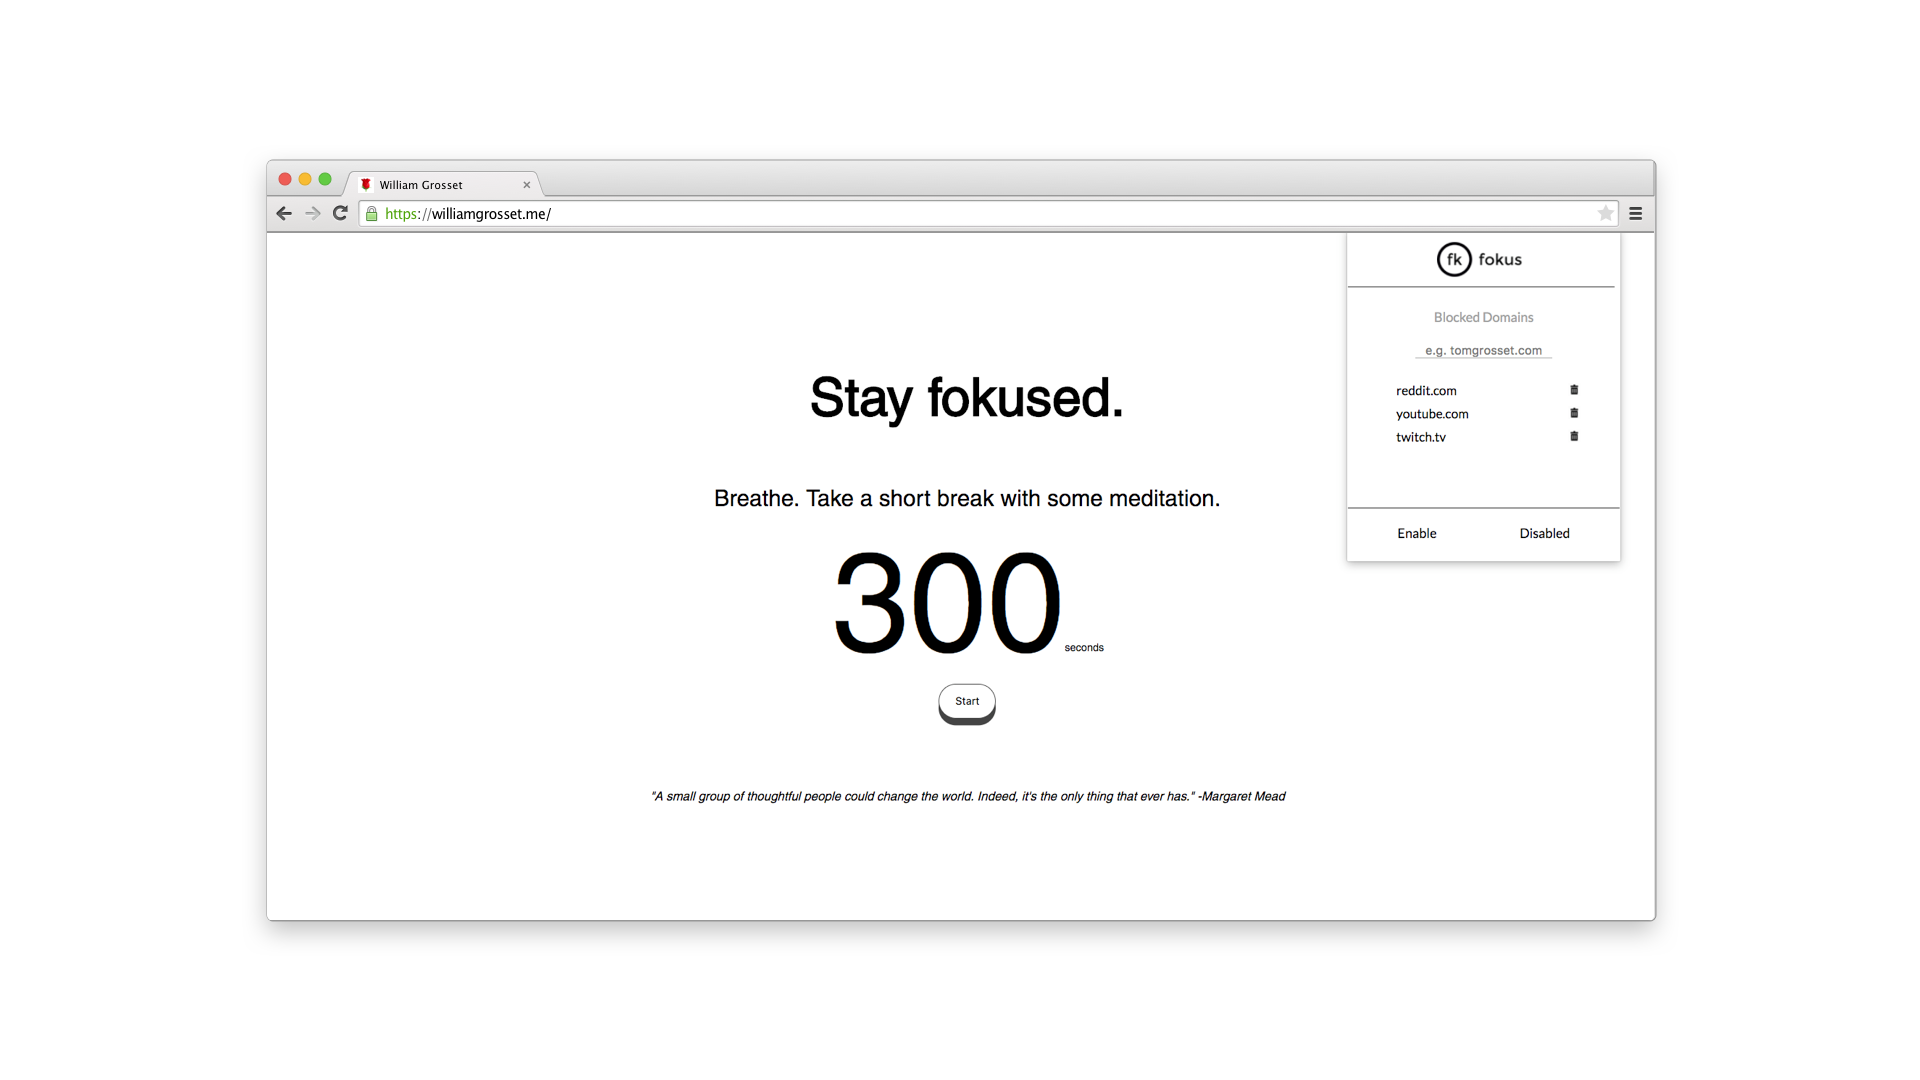 William Grosset
https://williamgrosset.me/
fk fokus
Blocked Domains
e.g. tomgrosset.com
reddit.com
youtube.com
twitch.tv
Enable Disabled
Stay fokused.
Breathe. Take a short break with some meditation.
300 seconds
Start
"A small group of thoughtful people could change the world. Indeed, it's the only thing that ever has." -Margaret Mead